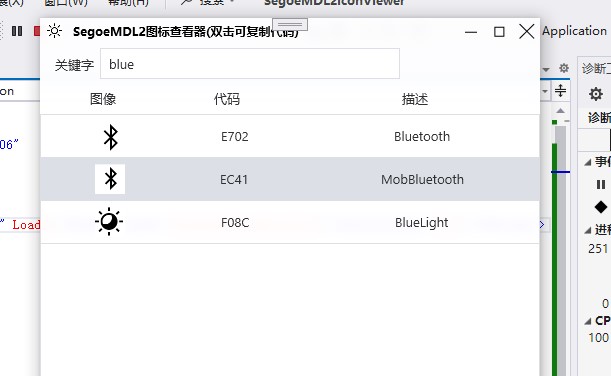 窗口(W)
帮助(H)
搜索
SegoeMDL2IconViewer
Application
SegoeMDL2图标查看器(双击可复制代码)
关键字
blue
图像
代码
描述
E702
Bluetooth
EC41
MobBluetooth
F08C
BlueLight
06"
" Load
诊断工
诊断
事件
进程
251
0
CP
100